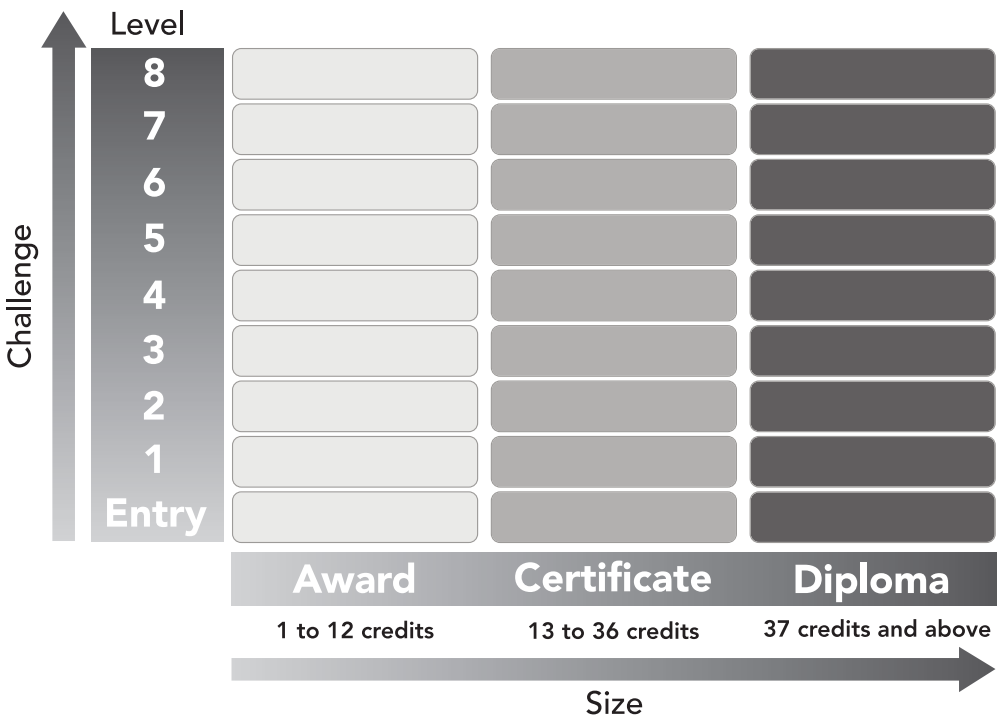 Level
8
7
6
5
4
3
2
1
Entry
Challenge
Award
Certificate
Diploma
1 to 12 credits
13 to 36 credits
37 credits and above
Size